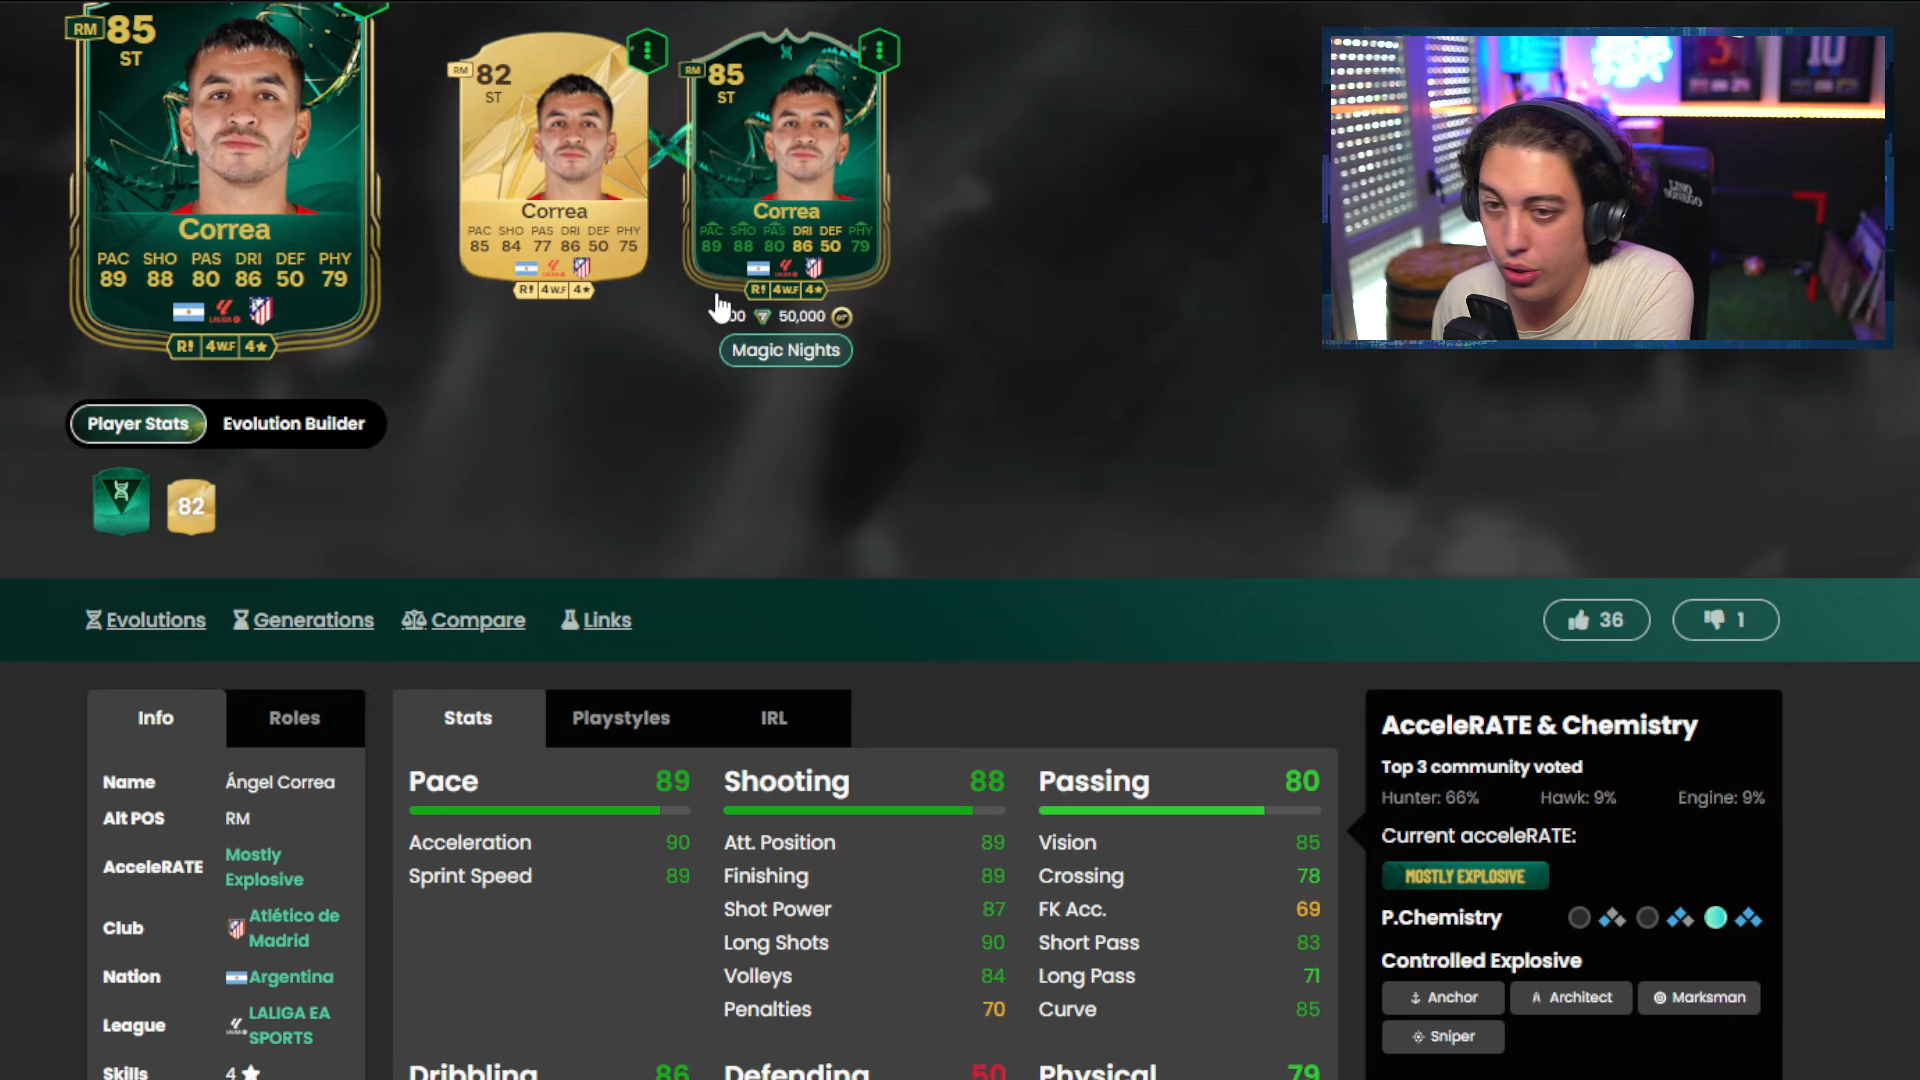 RM 85
ST
Correa
PAC SHO PAS DRI DEF PHY
89 88 80 86 50 79
LALIGA
R! 4W.F 4★
RM 82
ST
Correa
PAC SHO PAS DRI DEF PHY
85 84 77 86 50 75
R! 4W.F 4★
RM 85
ST
Correa
PAC SHO PAS DRI DEF PHY
89 88 80 86 50 79
R! 4W.F 4★
50,000
Magic Nights
3
10
Player Stats
Evolution Builder
82
Evolutions
Generations
Compare
Links
36
1
Info
Roles
Name Ángel Correa
Alt POS RM
AcceleRATE Mostly Explosive
Club Atlético de Madrid
Nation Argentina
League LALIGA EA SPORTS
Skills 4 ★
Stats
Playstyles
IRL
Pace 89
Acceleration 90
Sprint Speed 89
Shooting 88
Att. Position 89
Finishing 89
Shot Power 87
Long Shots 90
Volleys 84
Penalties 70
Passing 80
Vision 85
Crossing 78
FK Acc. 69
Short Pass 83
Long Pass 71
Curve 85
Dribbling 86
Defending 50
Physical 79
AcceleRATE & Chemistry
Top 3 community voted
Hunter: 66% Hawk: 9% Engine: 9%
Current acceleRATE:
MOSTLY EXPLOSIVE
P.Chemistry
Controlled Explosive
Anchor
Architect
Marksman
Sniper